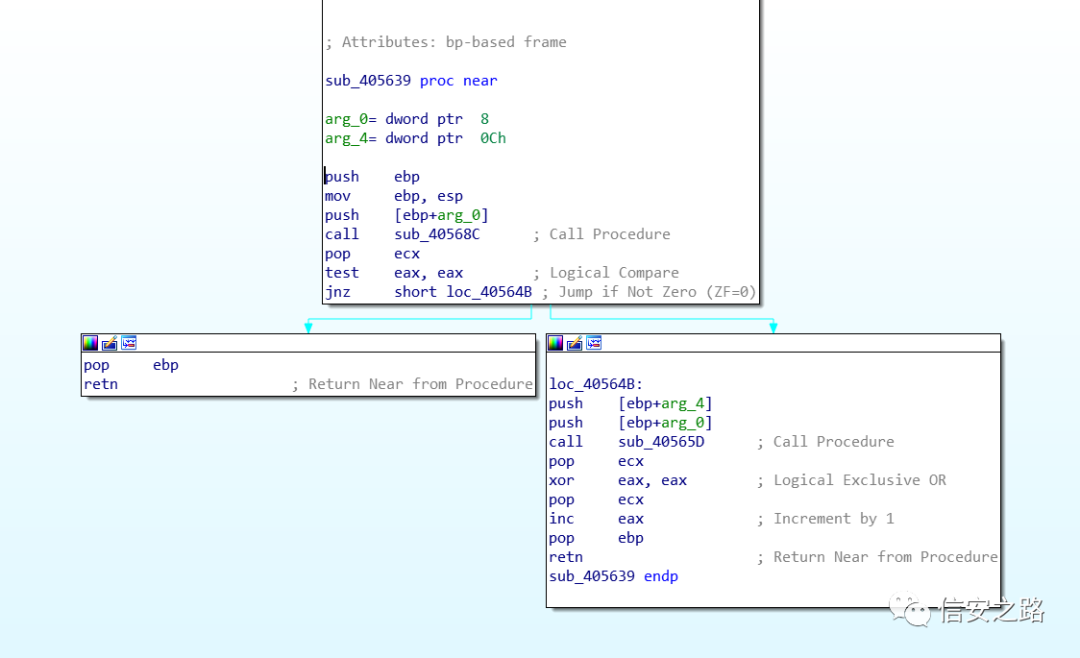 ; Attributes: bp-based frame
sub_405639 proc near
arg_0= dword ptr  8
arg_4= dword ptr  0Ch
push    ebp
mov     ebp, esp
push    [ebp+arg_0]
call    sub_40568C      ; Call Procedure
pop     ecx
test    eax, eax        ; Logical Compare
jnz     short loc_40564B ; Jump if Not Zero (ZF=0)
pop     ebp
retn                    ; Return Near from Procedure
loc_40564B:
push    [ebp+arg_4]
push    [ebp+arg_0]
call    sub_40565D      ; Call Procedure
pop     ecx
xor     eax, eax        ; Logical Exclusive OR
pop     ecx
inc     eax             ; Increment by 1
pop     ebp
retn                    ; Return Near from Procedure
sub_405639 endp
信安之路